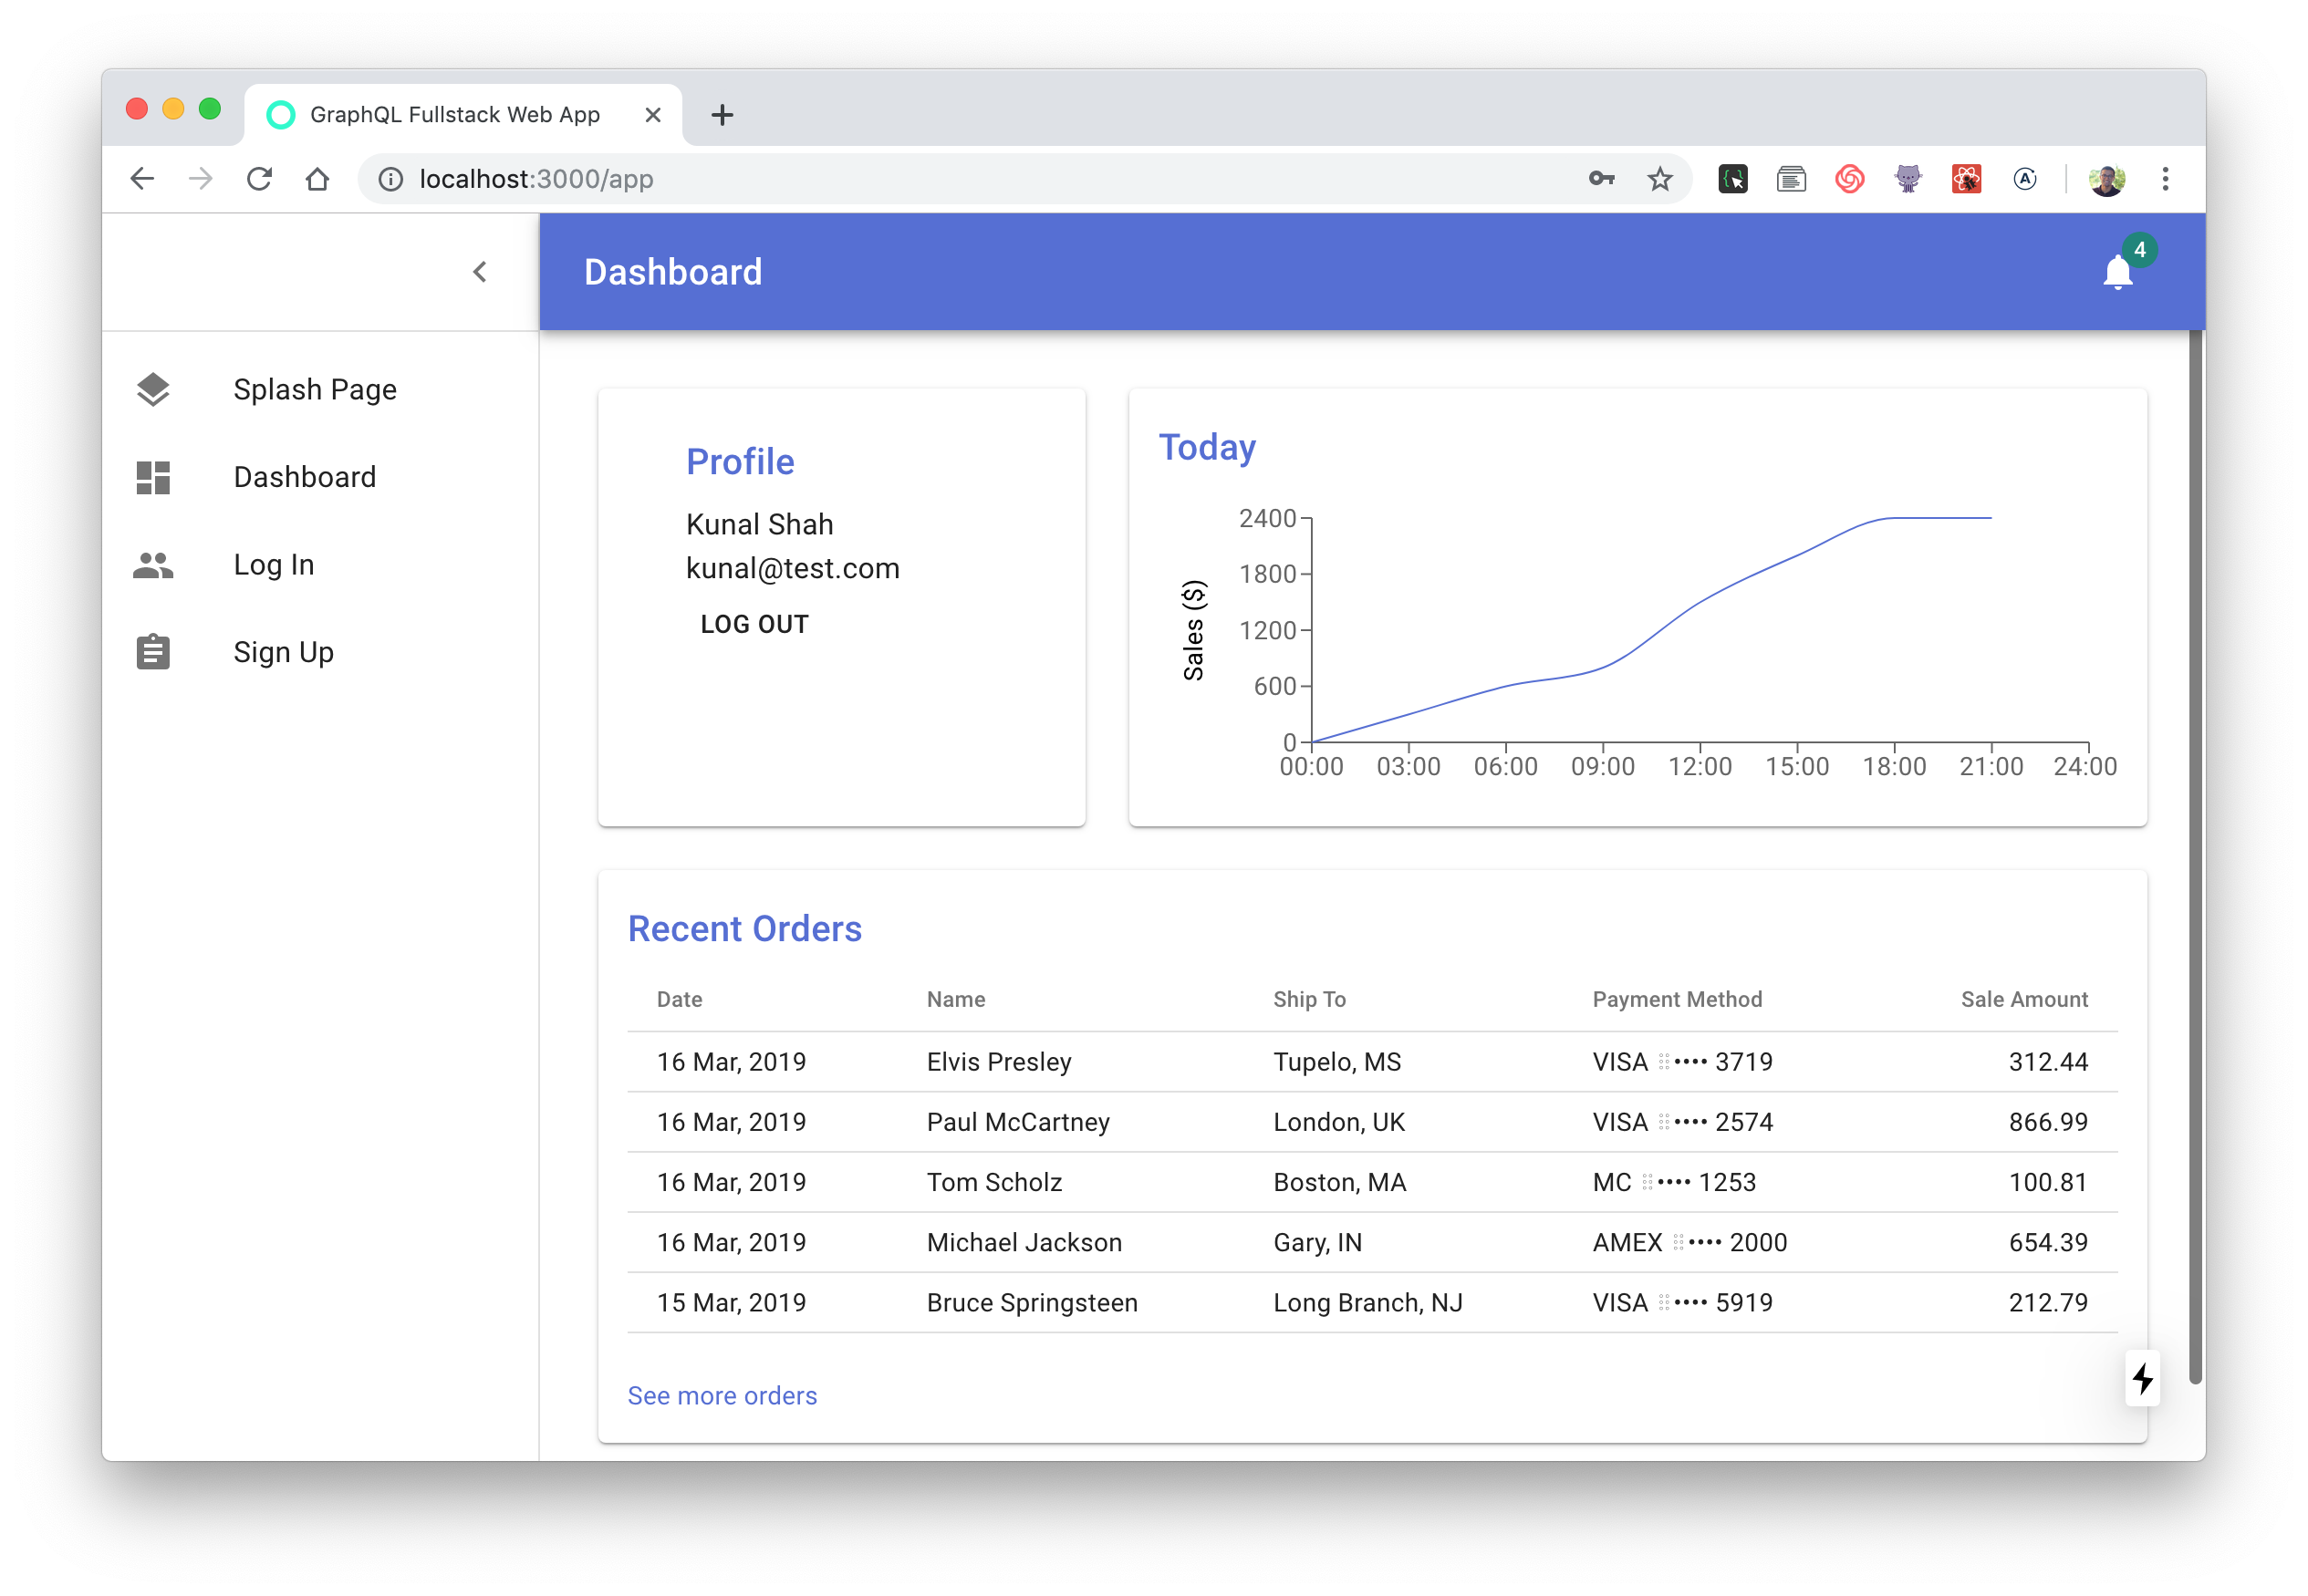 GraphQL Fullstack Web App
localhost:3000/app
Dashboard
4
Splash Page
Dashboard
Log In
Sign Up
Profile
Kunal Shah
kunal@test.com
LOG OUT
Today
Sales ($)
2400
1800
1200
600
0
00:00 03:00 06:00 09:00 12:00 15:00 18:00 21:00 24:00
Recent Orders
Date Name Ship To Payment Method Sale Amount
16 Mar, 2019 Elvis Presley Tupelo, MS VISA ⠿•••• 3719 312.44
16 Mar, 2019 Paul McCartney London, UK VISA ⠿•••• 2574 866.99
16 Mar, 2019 Tom Scholz Boston, MA MC ⠿•••• 1253 100.81
16 Mar, 2019 Michael Jackson Gary, IN AMEX ⠿•••• 2000 654.39
15 Mar, 2019 Bruce Springsteen Long Branch, NJ VISA ⠿•••• 5919 212.79
See more orders